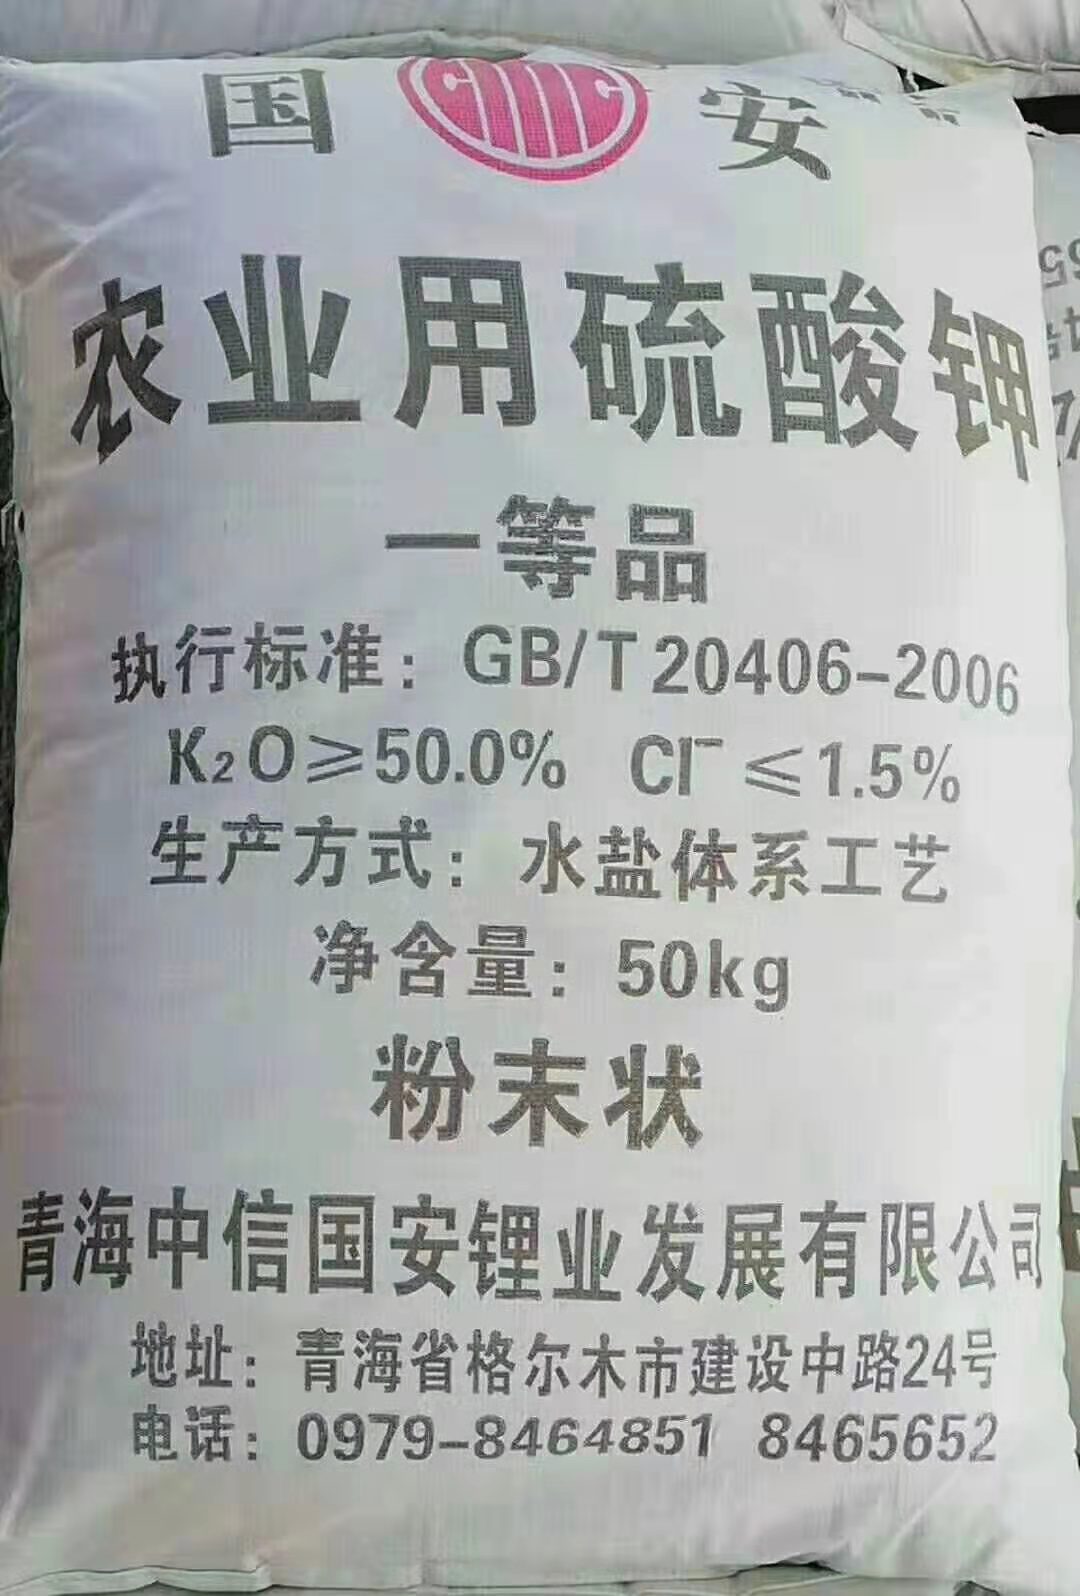 国 安
农业用硫酸钾
一等品
执行标准：GB/T 20406-2006
K₂O≥50.0% Cl⁻≤1.5%
生产方式：水盐体系工艺
净含量：50kg
粉末状
青海中信国安锂业发展有限公司
地址：青海省格尔木市建设中路24号
电话：0979-8464851 8465652